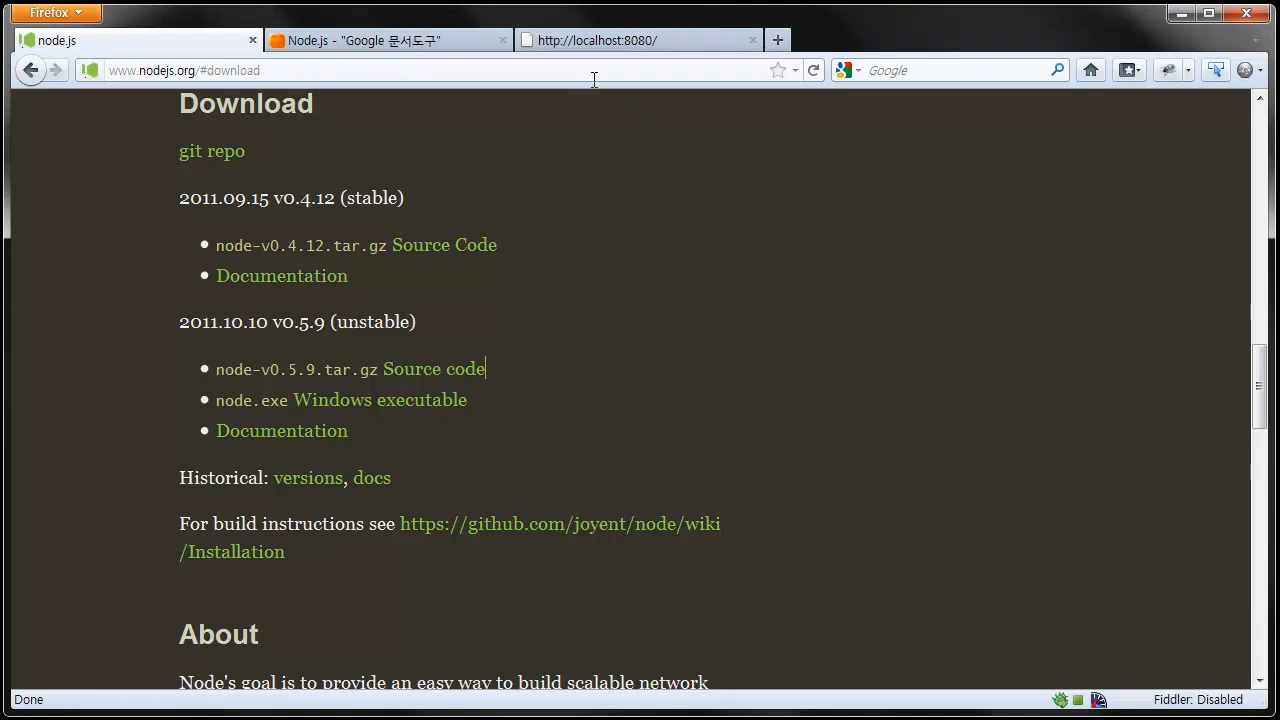 Firefox
node.js
Node.js - "Google 문서도구"
http://localhost:8080/
www.nodejs.org/#download
Google
Download
git repo
2011.09.15 v0.4.12 (stable)
node-v0.4.12.tar.gz Source Code
Documentation
2011.10.10 v0.5.9 (unstable)
node-v0.5.9.tar.gz Source code
node.exe Windows executable
Documentation
Historical: versions, docs
For build instructions see https://github.com/joyent/node/wiki
/Installation
About
Node's goal is to provide an easy way to build scalable network
Done
Fiddler: Disabled